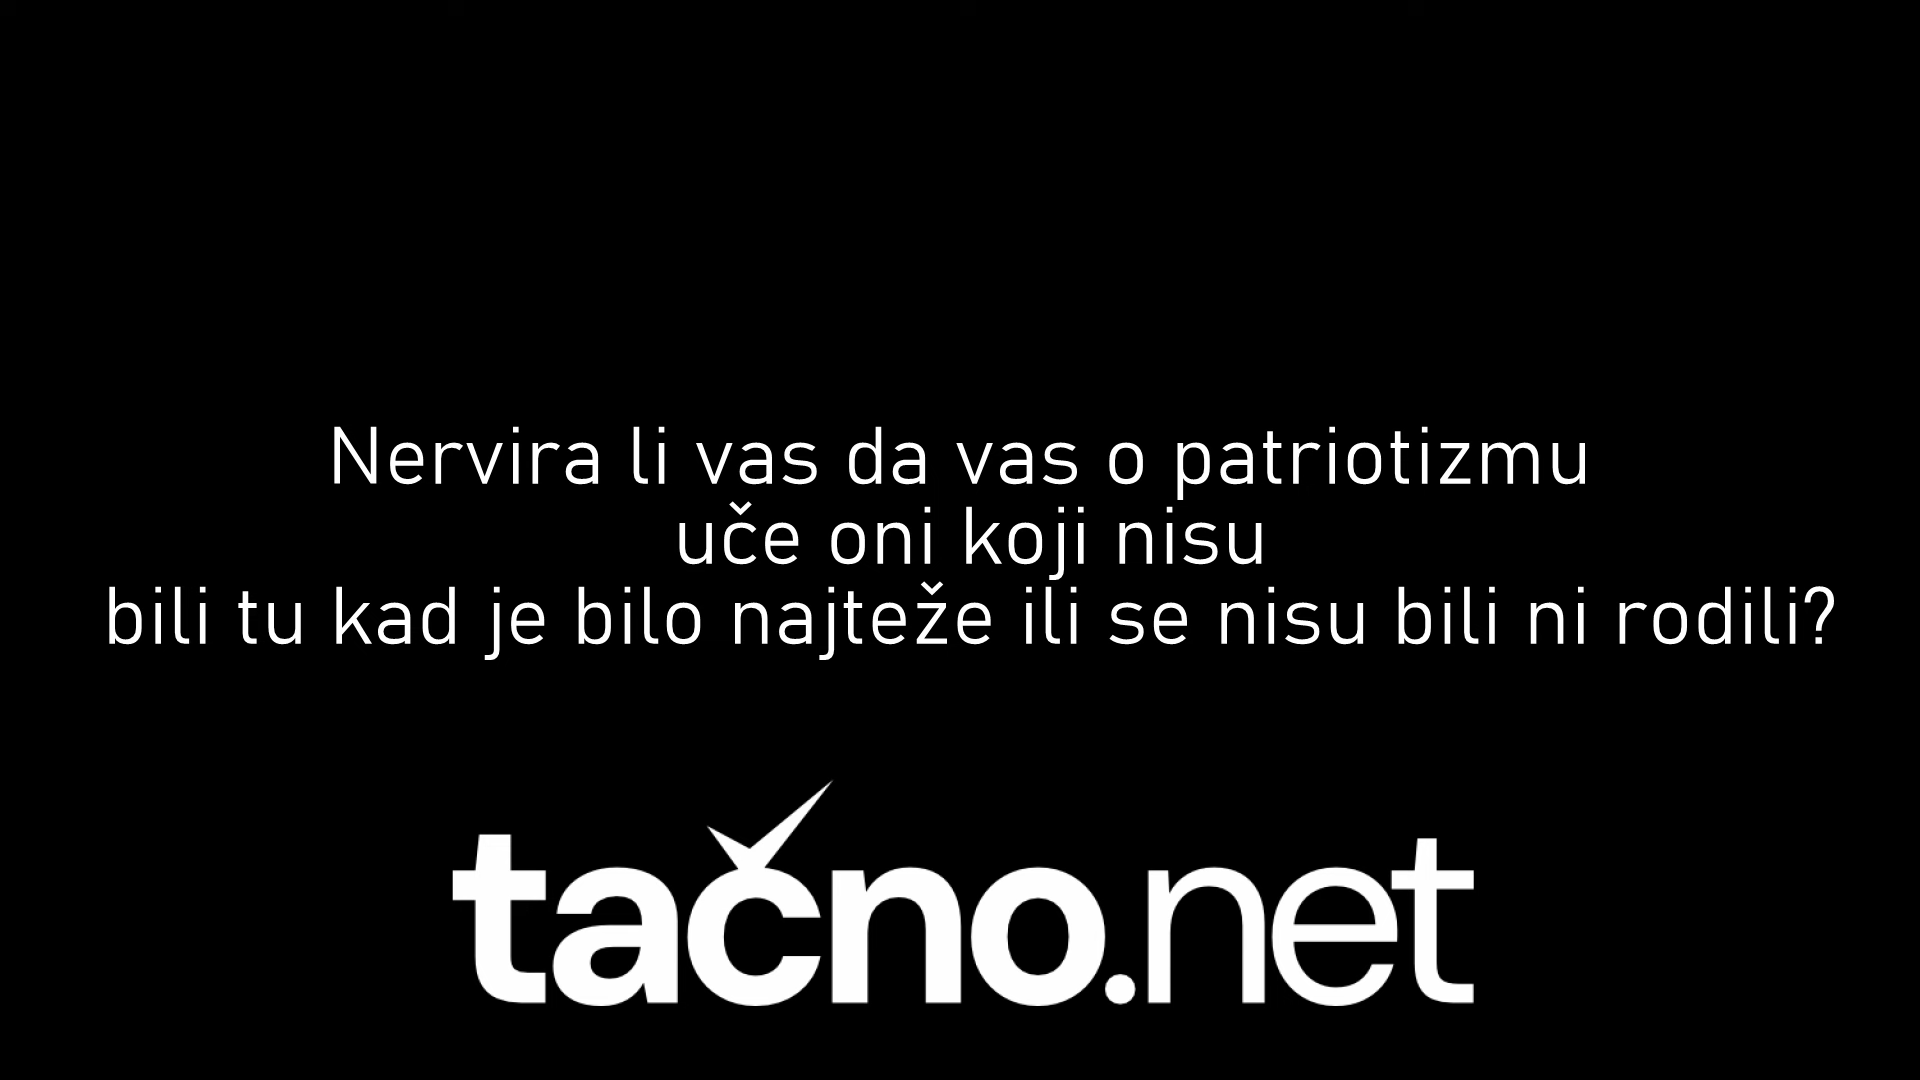 Nervira li vas da vas o patriotizmu
uče oni koji nisu
bili tu kad je bilo najteže ili se nisu bili ni rodili?
tačno.net